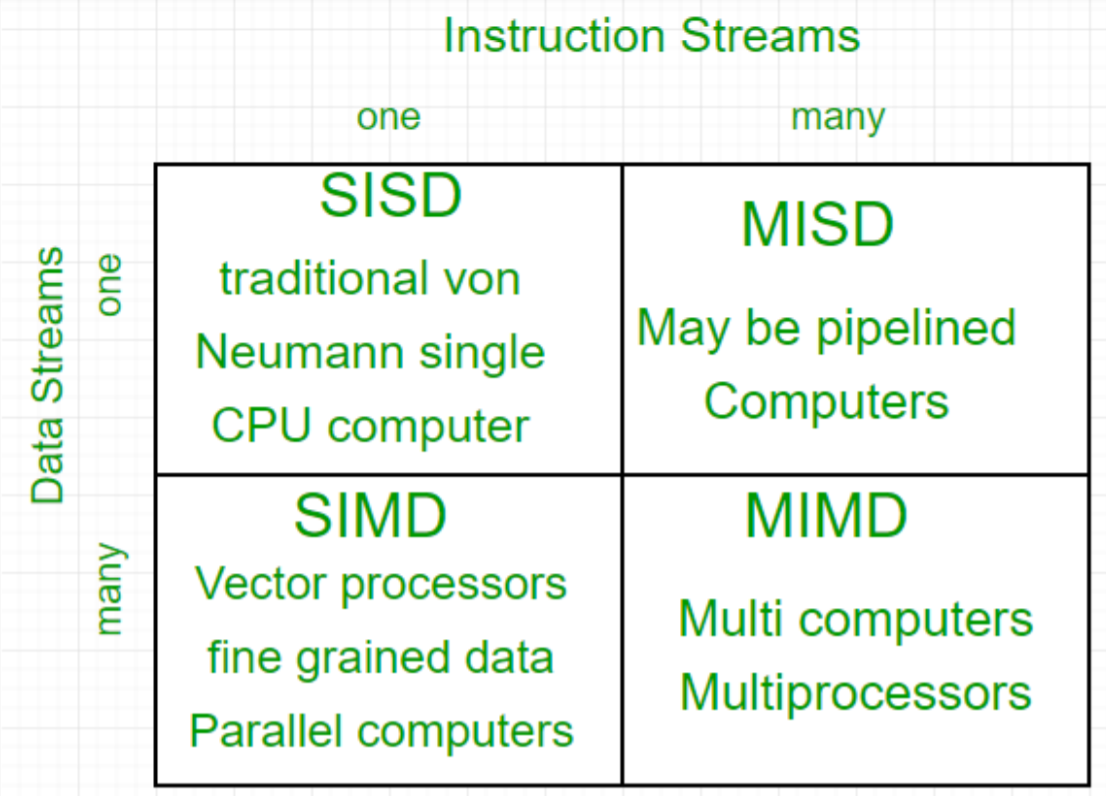 Instruction Streams
one
many
Data Streams
one
many
SISD
traditional von
Neumann single
CPU computer
MISD
May be pipelined
Computers
SIMD
Vector processors
fine grained data
Parallel computers
MIMD
Multi computers
Multiprocessors